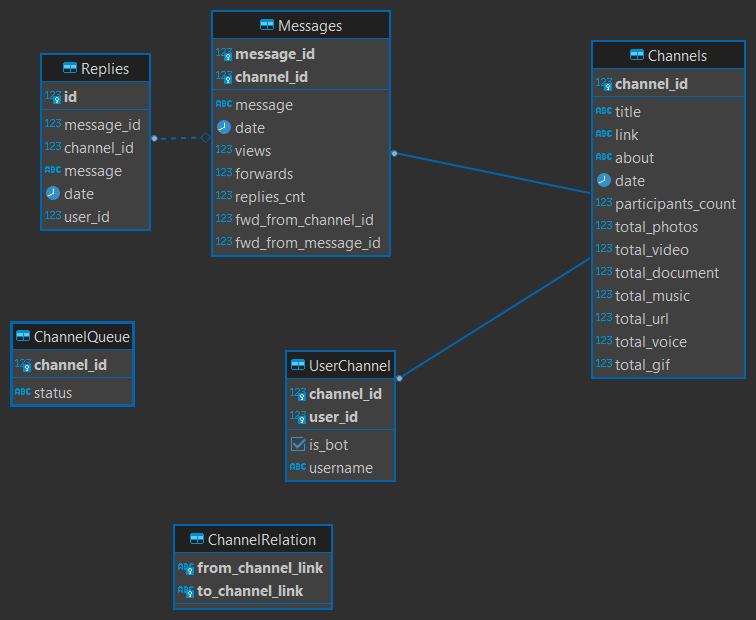 Replies
id
message_id
channel_id
message
date
user_id
Messages
message_id
channel_id
message
date
views
forwards
replies_cnt
fwd_from_channel_id
fwd_from_message_id
Channels
channel_id
title
link
about
date
participants_count
total_photos
total_video
total_document
total_music
total_url
total_voice
total_gif
ChannelQueue
channel_id
status
UserChannel
channel_id
user_id
is_bot
username
ChannelRelation
from_channel_link
to_channel_link